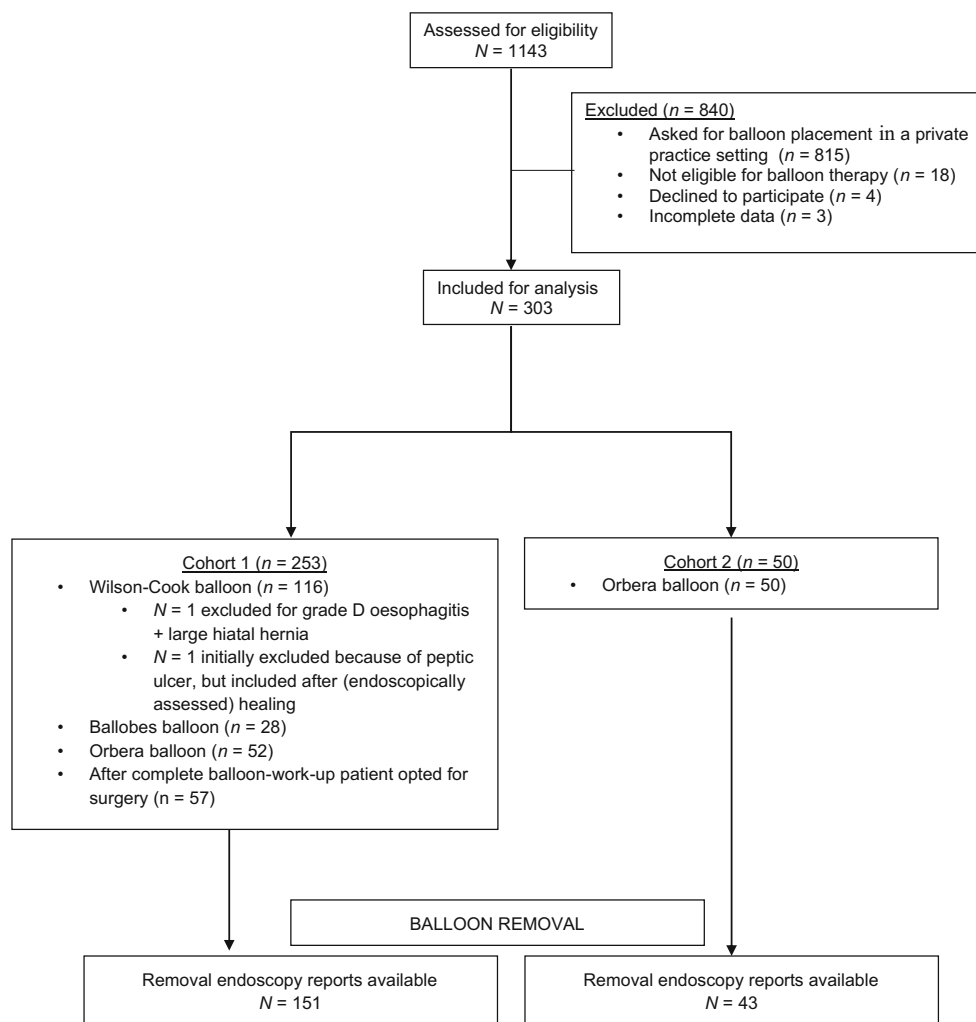 Assessed for eligibility
N = 1143
Excluded (n = 840)
• Asked for balloon placement in a private
practice setting (n = 815)
• Not eligible for balloon therapy (n = 18)
• Declined to participate (n = 4)
• Incomplete data (n = 3)
Included for analysis
N = 303
Cohort 1 (n = 253)
• Wilson-Cook balloon (n = 116)
• N = 1 excluded for grade D oesophagitis
+ large hiatal hernia
• N = 1 initially excluded because of peptic
ulcer, but included after (endoscopically
assessed) healing
• Ballobes balloon (n = 28)
• Orbera balloon (n = 52)
• After complete balloon-work-up patient opted for
surgery (n = 57)
Cohort 2 (n = 50)
• Orbera balloon (n = 50)
BALLOON REMOVAL
Removal endoscopy reports available
N = 151
Removal endoscopy reports available
N = 43